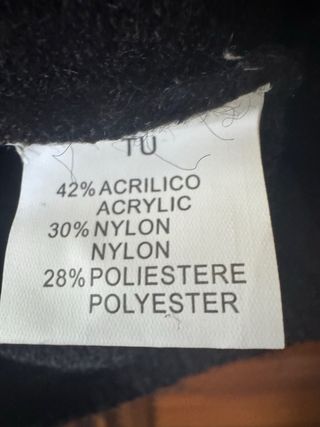 TU
42% ACRILICO
ACRYLIC
30% NYLON
NYLON
28% POLIESTERE
POLYESTER